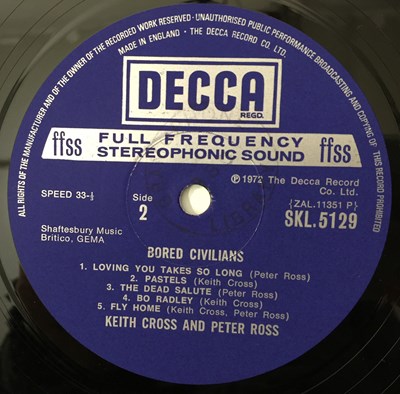 ALL RIGHTS OF THE MANUFACTURER AND OF THE OWNER OF THE RECORDED WORK RESERVED·UNAUTHORISED PUBLIC PERFORMANCE BROADCASTING AND COPYING OF THIS RECORD PROHIBITED
MADE IN ENGLAND · THE DECCA RECORD CO. LTD.
DECCA
REGD.
ffss FULL FREQUENCY ffss
STEREOPHONIC SOUND
SPEED 33-⅓
Side
2
℗1972 The Decca Record
Co. Ltd.
(ZAL.11351 P)
SKL.5129
Shaftesbury Music
Britico, GEMA
BORED CIVILIANS
1. LOVING YOU TAKES SO LONG (Peter Ross)
2. PASTELS (Keith Cross)
3. THE DEAD SALUTE (Keith Cross)
4. BO RADLEY (Keith Cross)
5. FLY HOME (Keith Cross, Peter Ross)
KEITH CROSS AND PETER ROSS